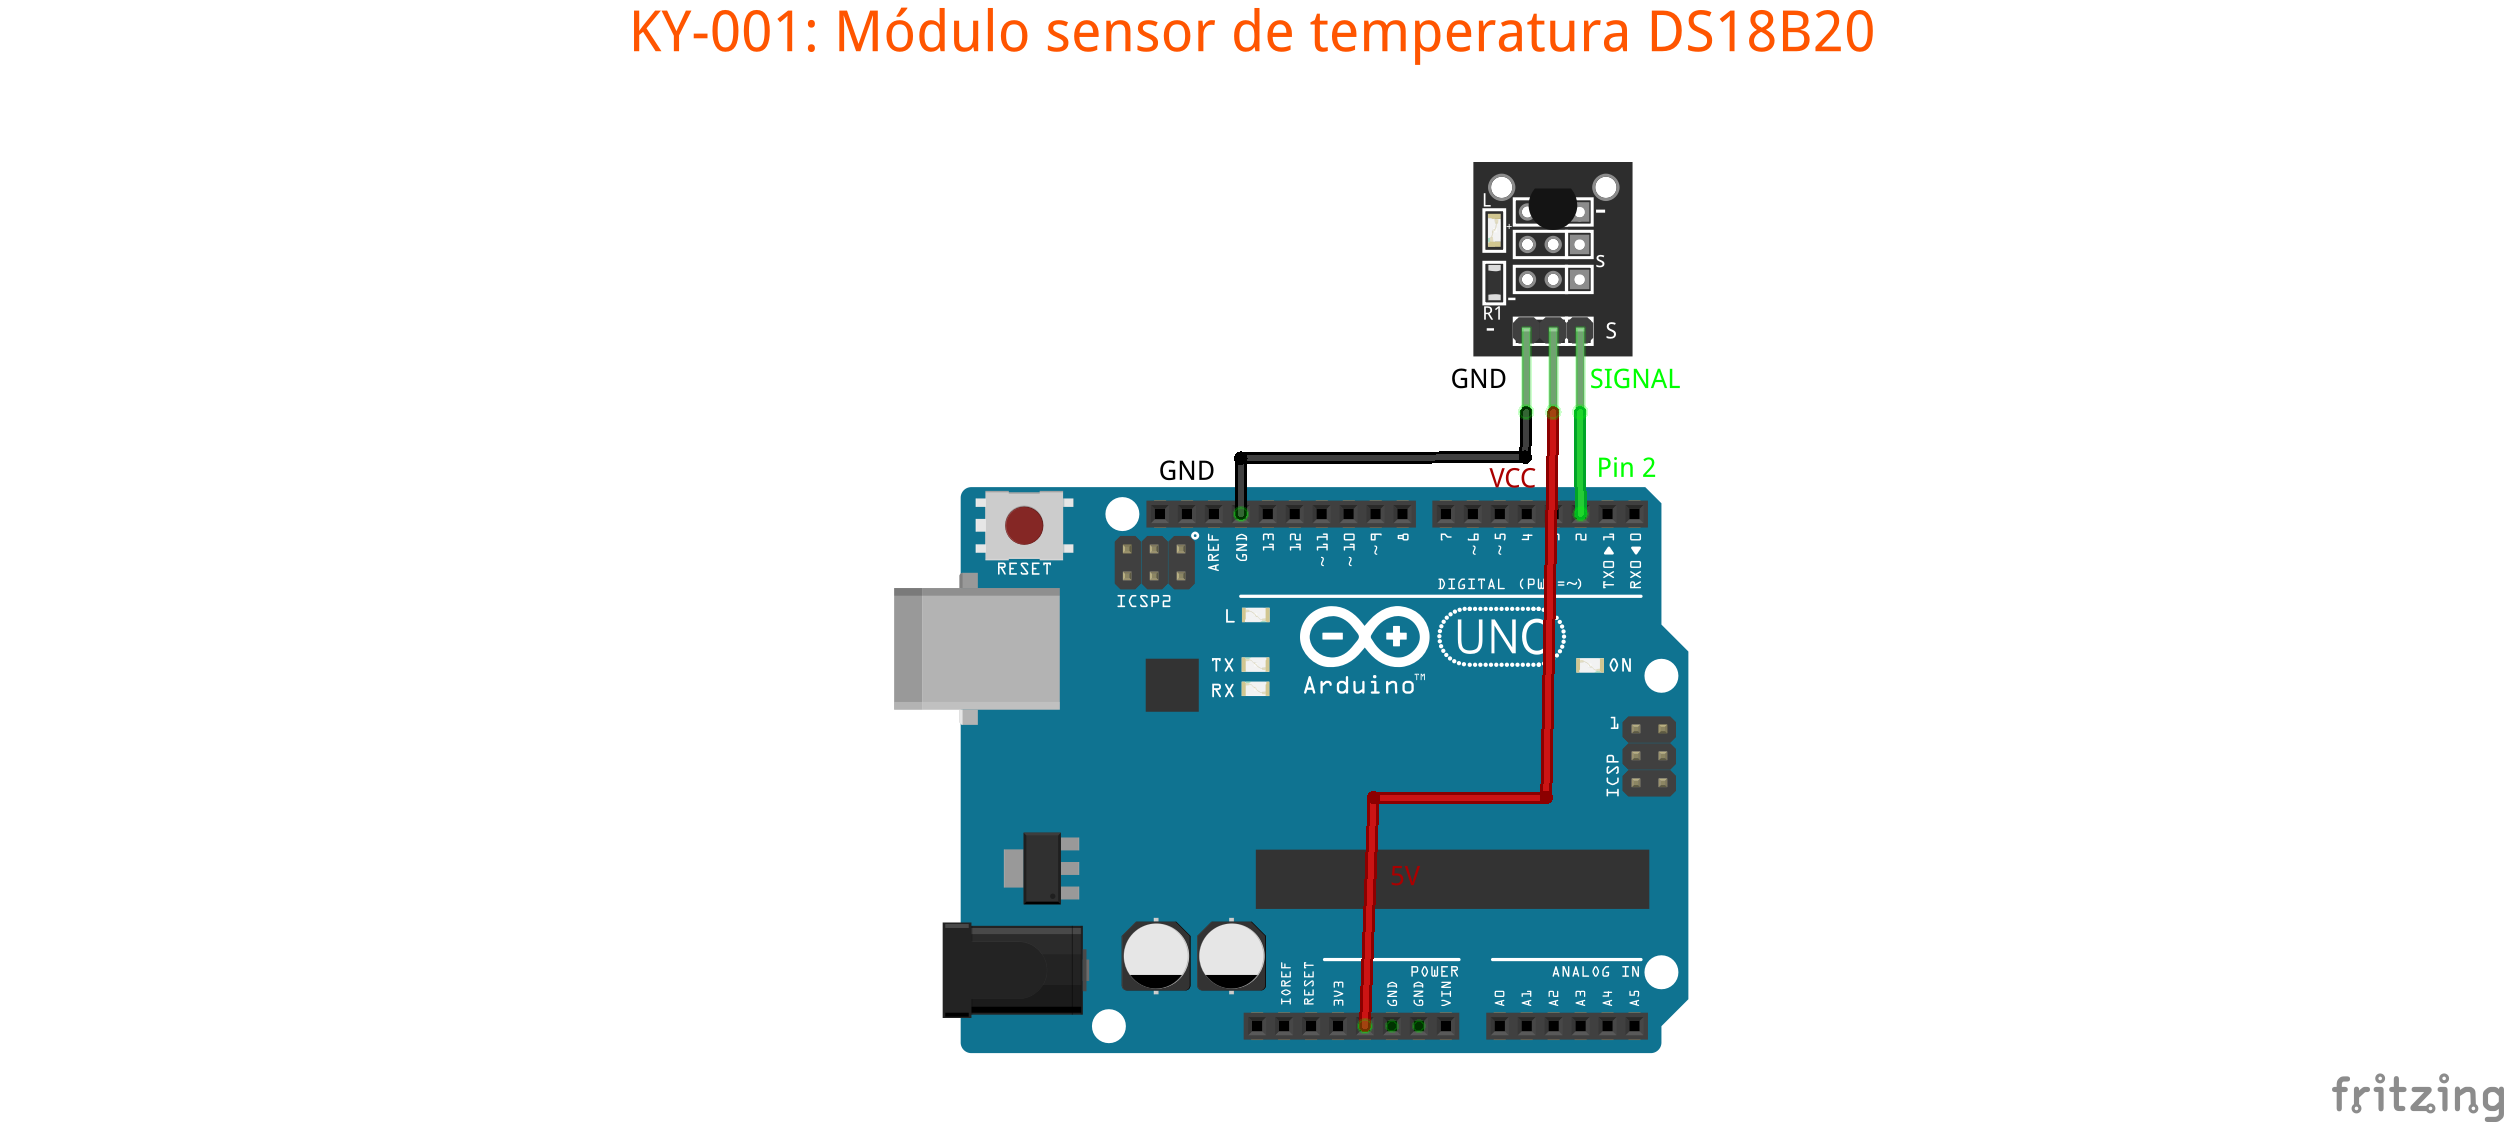 KY-001: Módulo sensor de temperatura DS18B20
L
+
-
S
-
R1
-
S
GND
SIGNAL
GND
VCC
Pin 2
RESET
ICSP2
AREF
GND
13
12
~11
~10
~9
8
7
~6
~5
4
2
TX0 1
RX0 0
DIGITAL (PW =~)
L
TX
RX
UNO
ON
Arduino™
1
ICSP
5V
IOREF
RESET
3V3
GND
GND
VIN
POWER
A0
A1
A2
A3
A4
A5
ANALOG IN
fritzing